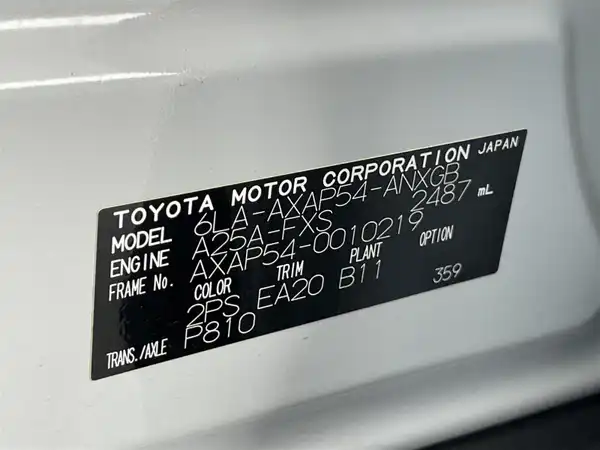 TOYOTA MOTOR CORPORATION JAPAN
MODEL 6LA-AXAP54-ANXGB
ENGINE A25A-FXS 2487 mL
FRAME No. AXAP54-0010219
COLOR TRIM PLANT OPTION
2PS EA20 B11 359
TRANS./AXLE P810